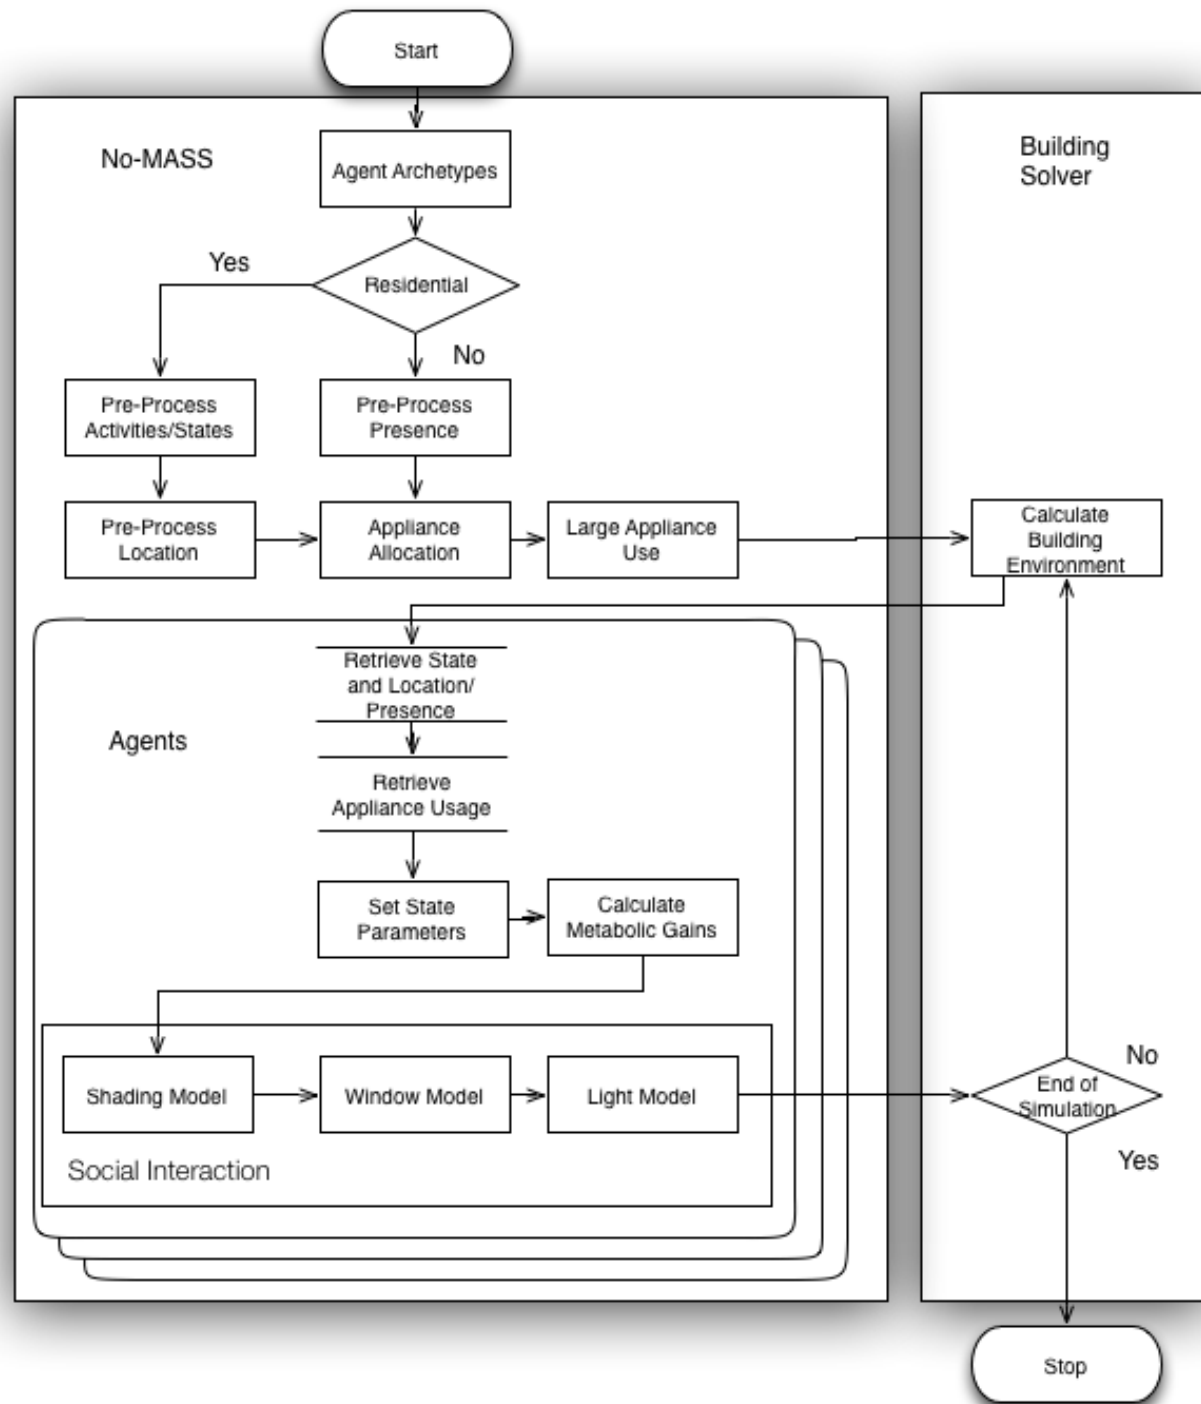 Start
No-MASS
Building
Solver
Agent Archetypes
Yes
Residential
No
Pre-Process
Activities/States
Pre-Process
Presence
Pre-Process
Location
Appliance
Allocation
Large Appliance
Use
Calculate
Building
Environment
Retrieve State
and Location/
Presence
Agents
Retrieve
Appliance Usage
Set State
Parameters
Calculate
Metabolic Gains
Shading Model
Window Model
Light Model
No
End of
Simulation
Yes
Social Interaction
Stop